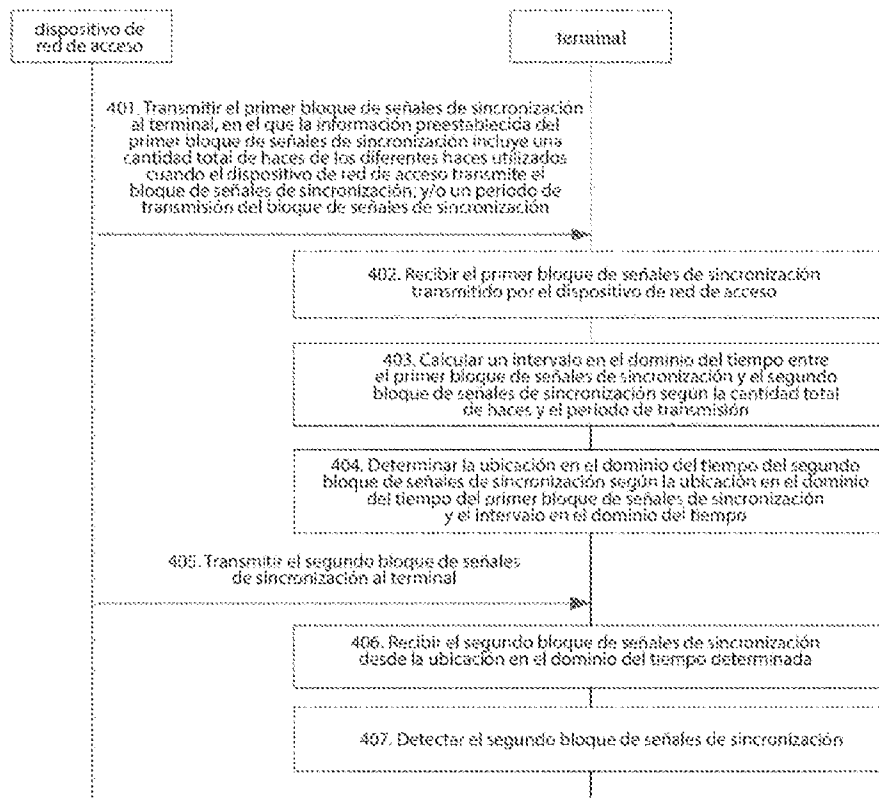 dispositivo de
red de acceso
terminal
401. Transmitir el primer bloque de señales de sincronización
al terminal, en el que la información preestablecida del
primer bloque de señales de sincronización incluye una
cantidad total de haces de los diferentes haces utilizados
cuando el dispositivo de red de acceso transmite el
bloque de señales de sincronización; y/o un periodo de
transmisión del bloque de señales de sincronización
402. Recibir el primer bloque de señales de sincronización
transmitido por el dispositivo de red de acceso
403. Calcular un intervalo en el dominio del tiempo entre
el primer bloque de señales de sincronización y el segundo
bloque de señales de sincronización según la cantidad total
de haces y el periodo de transmisión
404. Determinar la ubicación en el dominio del tiempo del segundo
bloque de señales de sincronización según la ubicación en el dominio
del tiempo del primer bloque de señales de sincronización
y el intervalo en el dominio del tiempo
405. Transmitir el segundo bloque de señales
de sincronización al terminal
406. Recibir el segundo bloque de señales de sincronización
desde la ubicación en el dominio del tiempo determinada
407. Detectar el segundo bloque de señales de sincronización